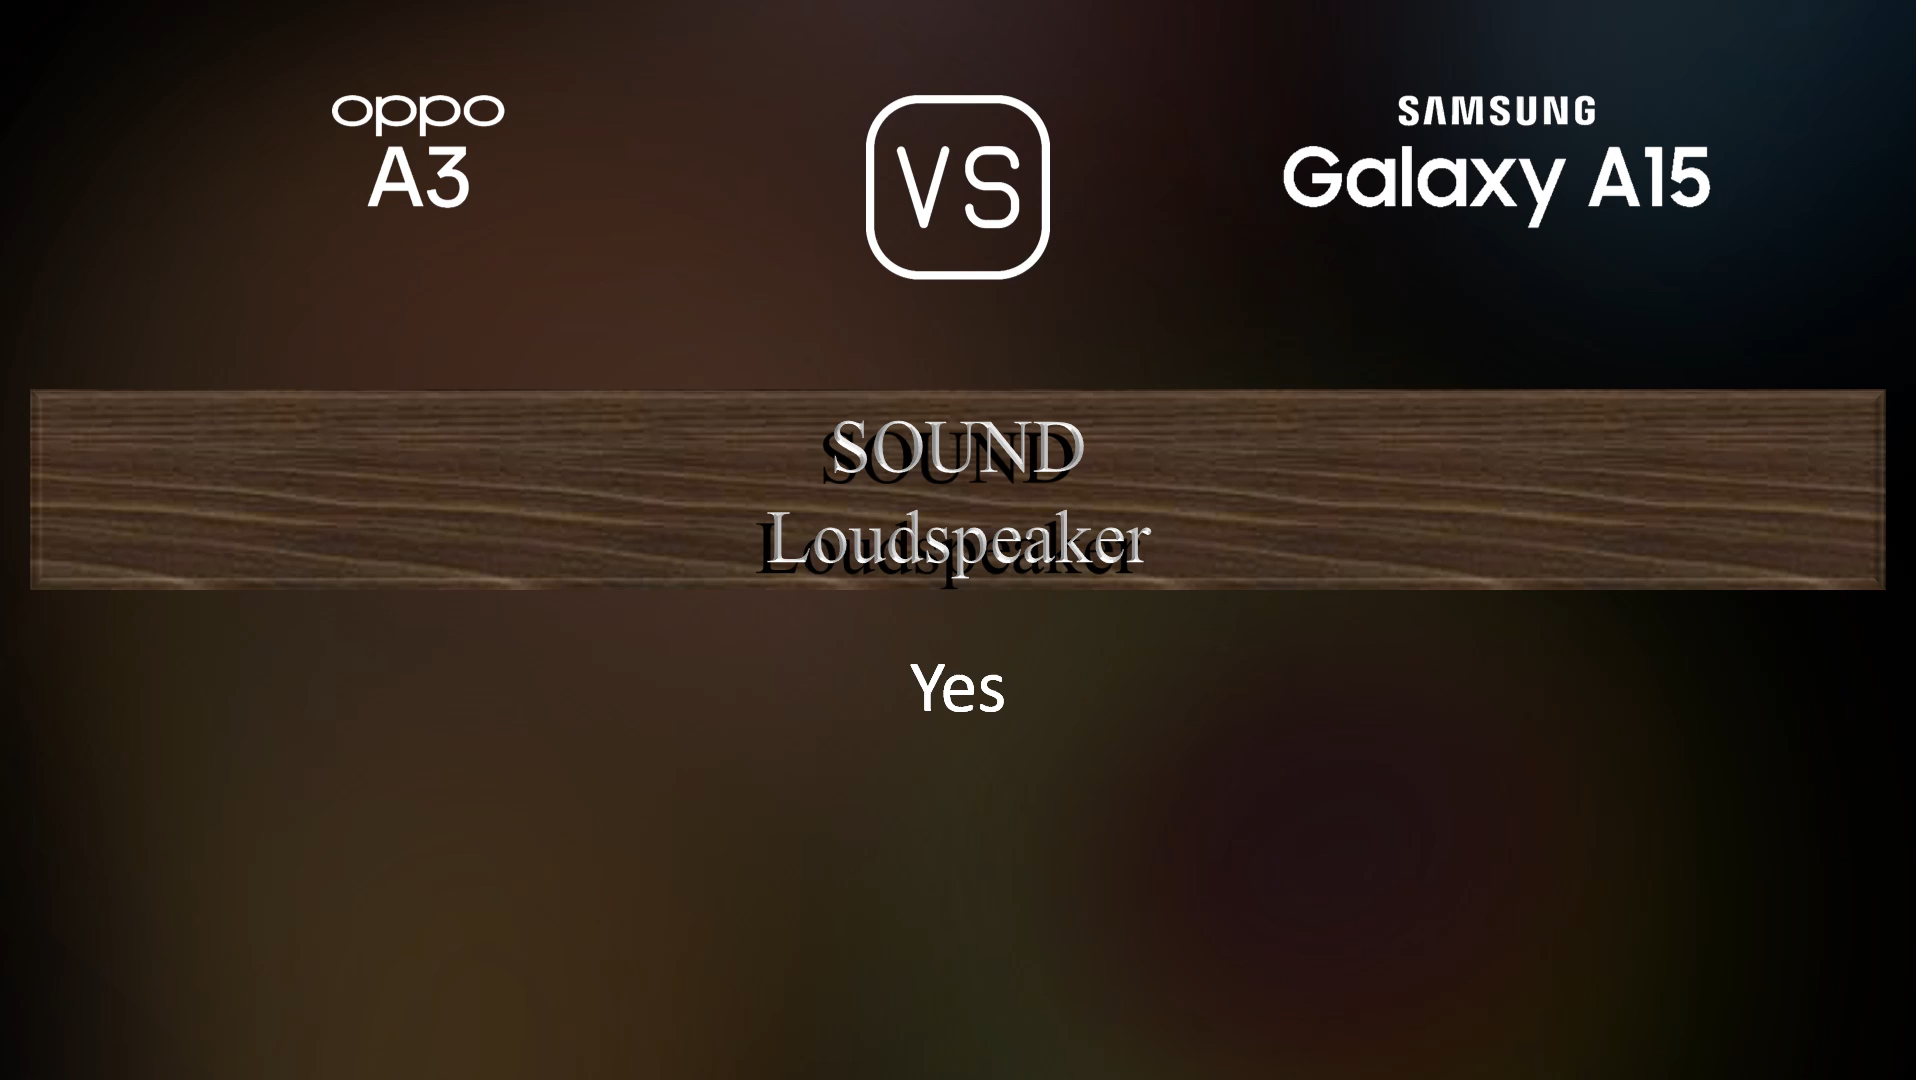 oppo
A3
VS
SAMSUNG
Galaxy A15
SOUND
Loudspeaker
Yes